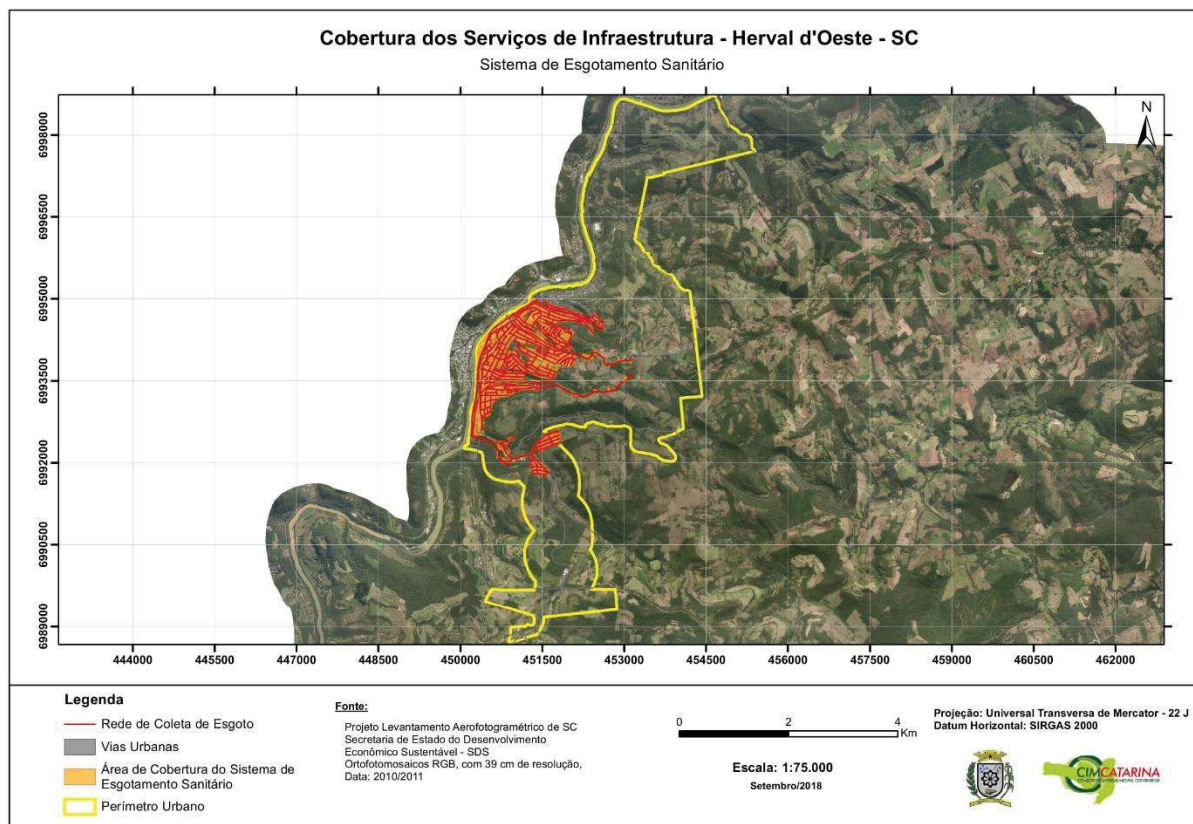 Cobertura dos Serviços de Infraestrutura - Herval d'Oeste - SC
Sistema de Esgotamento Sanitário
N
6998000
6996500
6995000
6993500
6992000
6990500
6989000
444000 445500 447000 448500 450000 451500 453000 454500 456000 457500 459000 460500 462000
Legenda
Rede de Coleta de Esgoto
Vias Urbanas
Área de Cobertura do Sistema de
Esgotamento Sanitário
Perímetro Urbano
Fonte:
Projeto Levantamento Aerofotogramétrico de SC
Secretaria de Estado do Desenvolvimento
Econômico Sustentável - SDS
Ortofotomosaicos RGB, com 39 cm de resolução,
Data: 2010/2011
0 2 4
Km
Escala: 1:75.000
Setembro/2018
Projeção: Universal Transversa de Mercator - 22 J
Datum Horizontal: SIRGAS 2000
CIMCATARINA